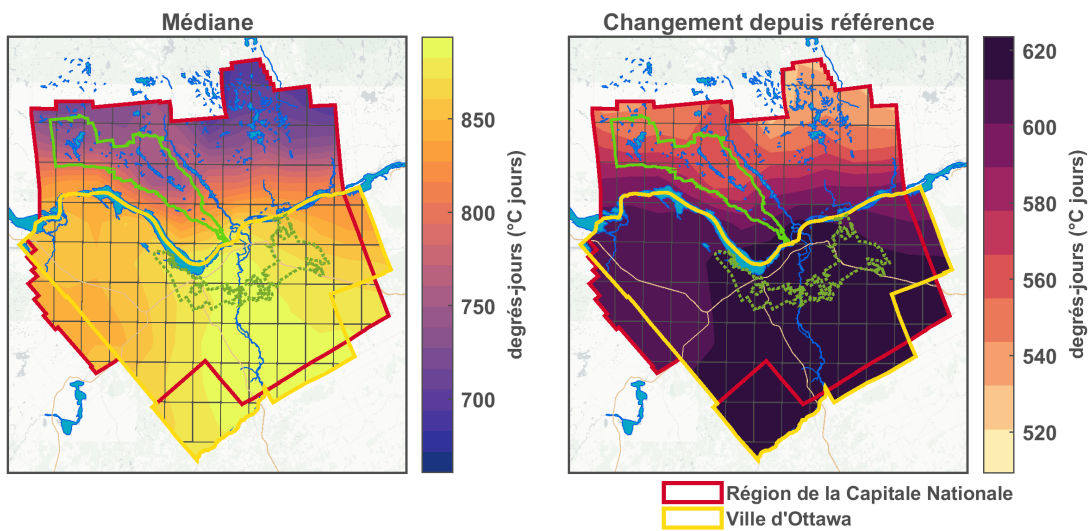 Médiane
850
800
750
700
degrés-jours (°C jours)
Changement depuis référence
620
600
580
560
540
520
degrés-jours (°C jours)
Région de la Capitale Nationale
Ville d'Ottawa